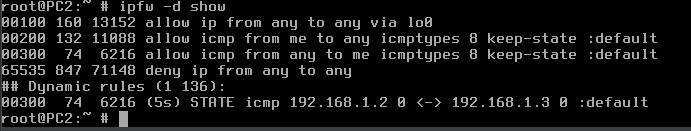 root@PC2:~ # ipfw -d show
00100 160 13152 allow ip from any to any via lo0
00200 132 11088 allow icmp from me to any icmptypes 8 keep-state :default
00300  74  6216 allow icmp from any to me icmptypes 8 keep-state :default
65535 847 71148 deny ip from any to any
## Dynamic rules (1 136):
00300  74  6216 (5s) STATE icmp 192.168.1.2 0 <-> 192.168.1.3 0 :default
root@PC2:~ #